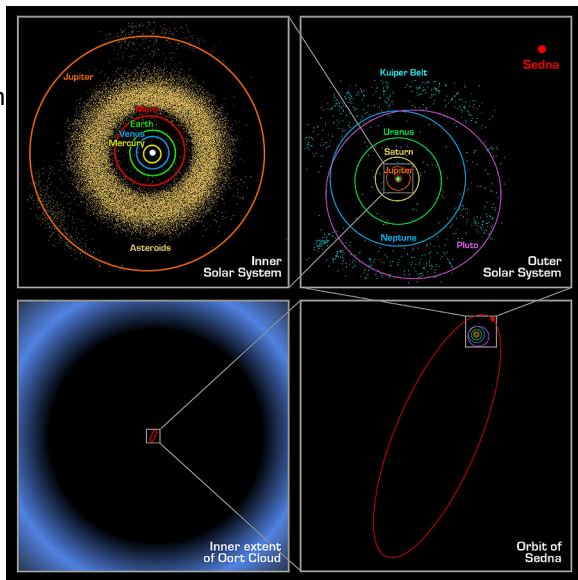 n
Jupiter
Mars
Earth
Venus
Mercury
Asteroids
Inner
Solar System
Sedna
Kuiper Belt
Uranus
Saturn
Jupiter
Neptune
Pluto
Outer
Solar System
Inner extent
of Oort Cloud
Orbit of
Sedna